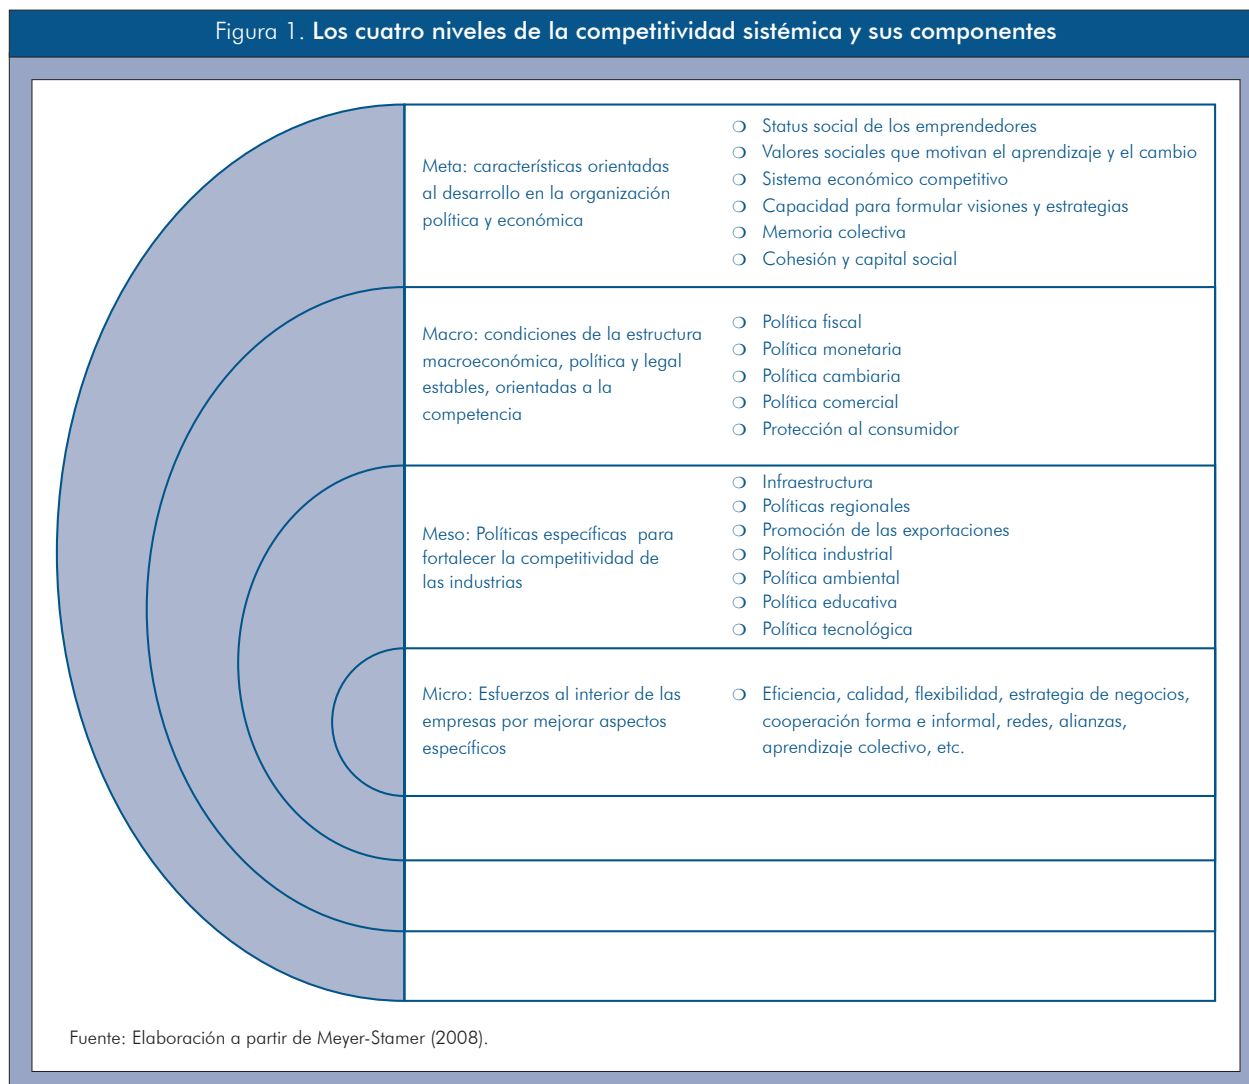 Figura 1. Los cuatro niveles de la competitividad sistémica y sus componentes
Meta: características orientadas
al desarrollo en la organización
política y económica
❍ Status social de los emprendedores
❍ Valores sociales que motivan el aprendizaje y el cambio
❍ Sistema económico competitivo
❍ Capacidad para formular visiones y estrategias
❍ Memoria colectiva
❍ Cohesión y capital social
Macro: condiciones de la estructura
macroeconómica, política y legal
estables, orientadas a la
competencia
❍ Política fiscal
❍ Política monetaria
❍ Política cambiaria
❍ Política comercial
❍ Protección al consumidor
Meso: Políticas específicas para
fortalecer la competitividad de
las industrias
❍ Infraestructura
❍ Políticas regionales
❍ Promoción de las exportaciones
❍ Política industrial
❍ Política ambiental
❍ Política educativa
❍ Política tecnológica
Micro: Esfuerzos al interior de las
empresas por mejorar aspectos
específicos
❍ Eficiencia, calidad, flexibilidad, estrategia de negocios,
cooperación forma e informal, redes, alianzas,
aprendizaje colectivo, etc.
Fuente: Elaboración a partir de Meyer-Stamer (2008).